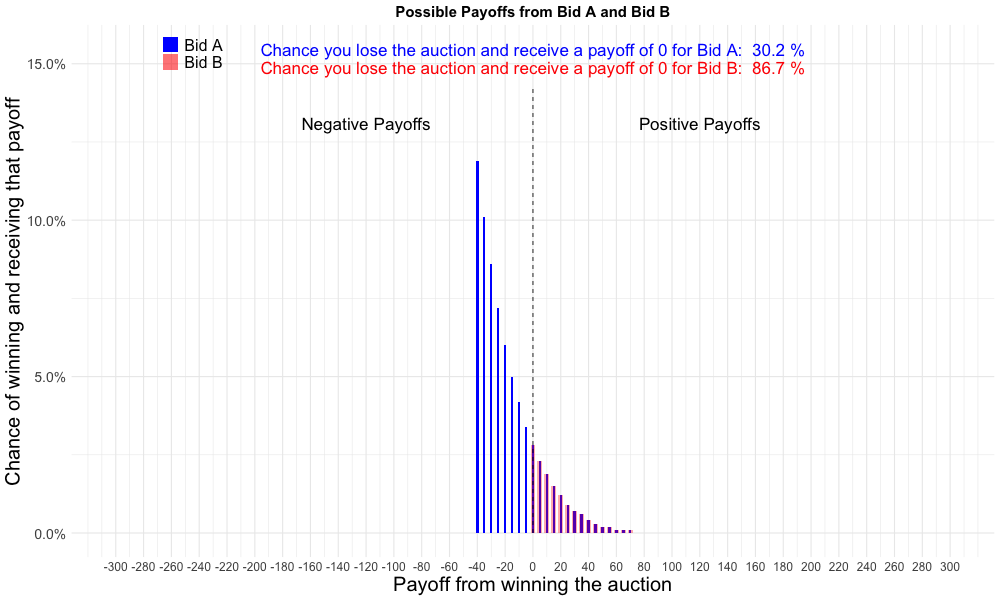 Possible Payoffs from Bid A and Bid B
Bid A
Bid B
Chance you lose the auction and receive a payoff of 0 for Bid A:  30.2 %
Chance you lose the auction and receive a payoff of 0 for Bid B:  86.7 %
Negative Payoffs
Positive Payoffs
Chance of winning and receiving that payoff
15.0%
10.0%
5.0%
0.0%
-300 -280 -260 -240 -220 -200 -180 -160 -140 -120 -100 -80 -60 -40 -20 0 20 40 60 80 100 120 140 160 180 200 220 240 260 280 300
Payoff from winning the auction